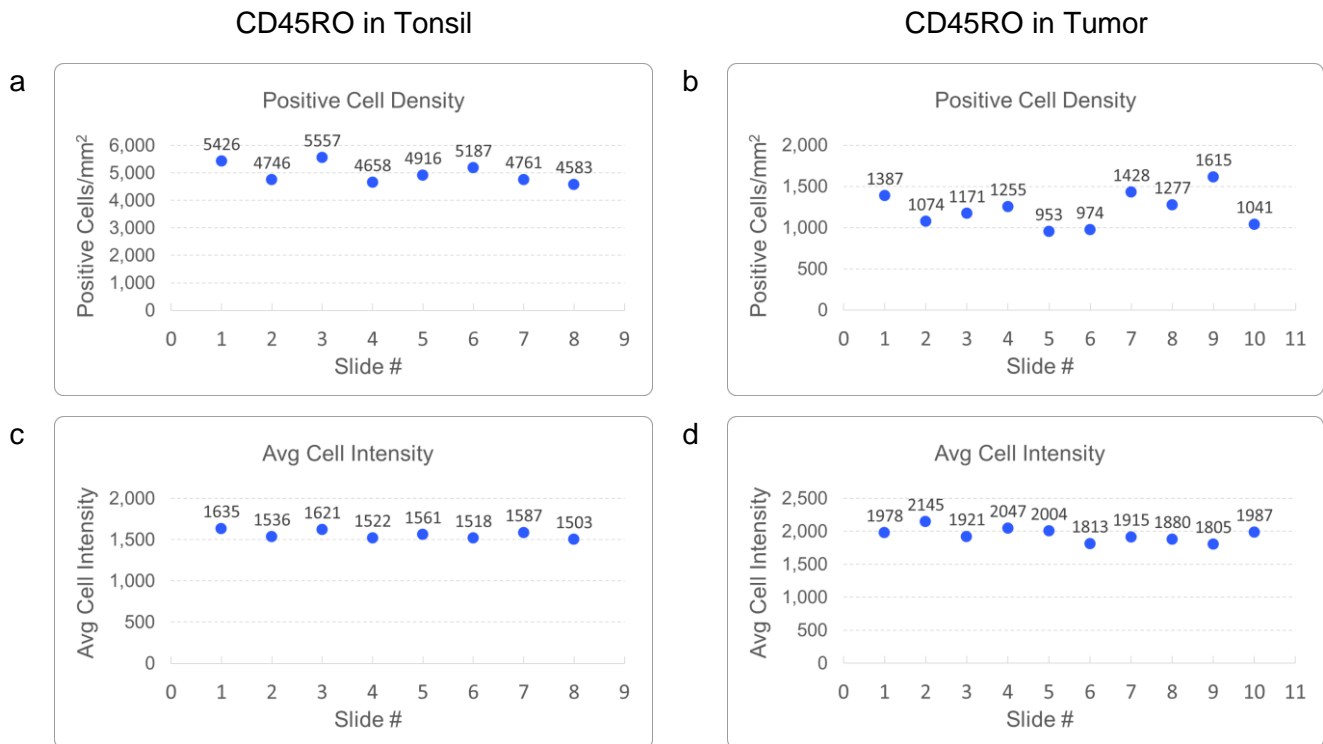 CD45RO in Tonsil
CD45RO in Tumor
a
Positive Cell Density
Positive Cells/mm²
6,000
5,000
4,000
3,000
2,000
1,000
0
5426 4746 5557 4658 4916 5187 4761 4583
0 1 2 3 4 5 6 7 8 9
Slide #
b
Positive Cell Density
Positive Cells/mm²
2,000
1,500
1,000
500
0
1387 1074 1171 1255 953 974 1428 1277 1615 1041
0 1 2 3 4 5 6 7 8 9 10 11
Slide #
c
Avg Cell Intensity
Avg Cell Intensity
2,000
1,500
1,000
500
0
1635 1536 1621 1522 1561 1518 1587 1503
0 1 2 3 4 5 6 7 8 9
Slide #
d
Avg Cell Intensity
Avg Cell Intensity
2,500
2,000
1,500
1,000
500
0
1978 2145 1921 2047 2004 1813 1915 1880 1805 1987
0 1 2 3 4 5 6 7 8 9 10 11
Slide #